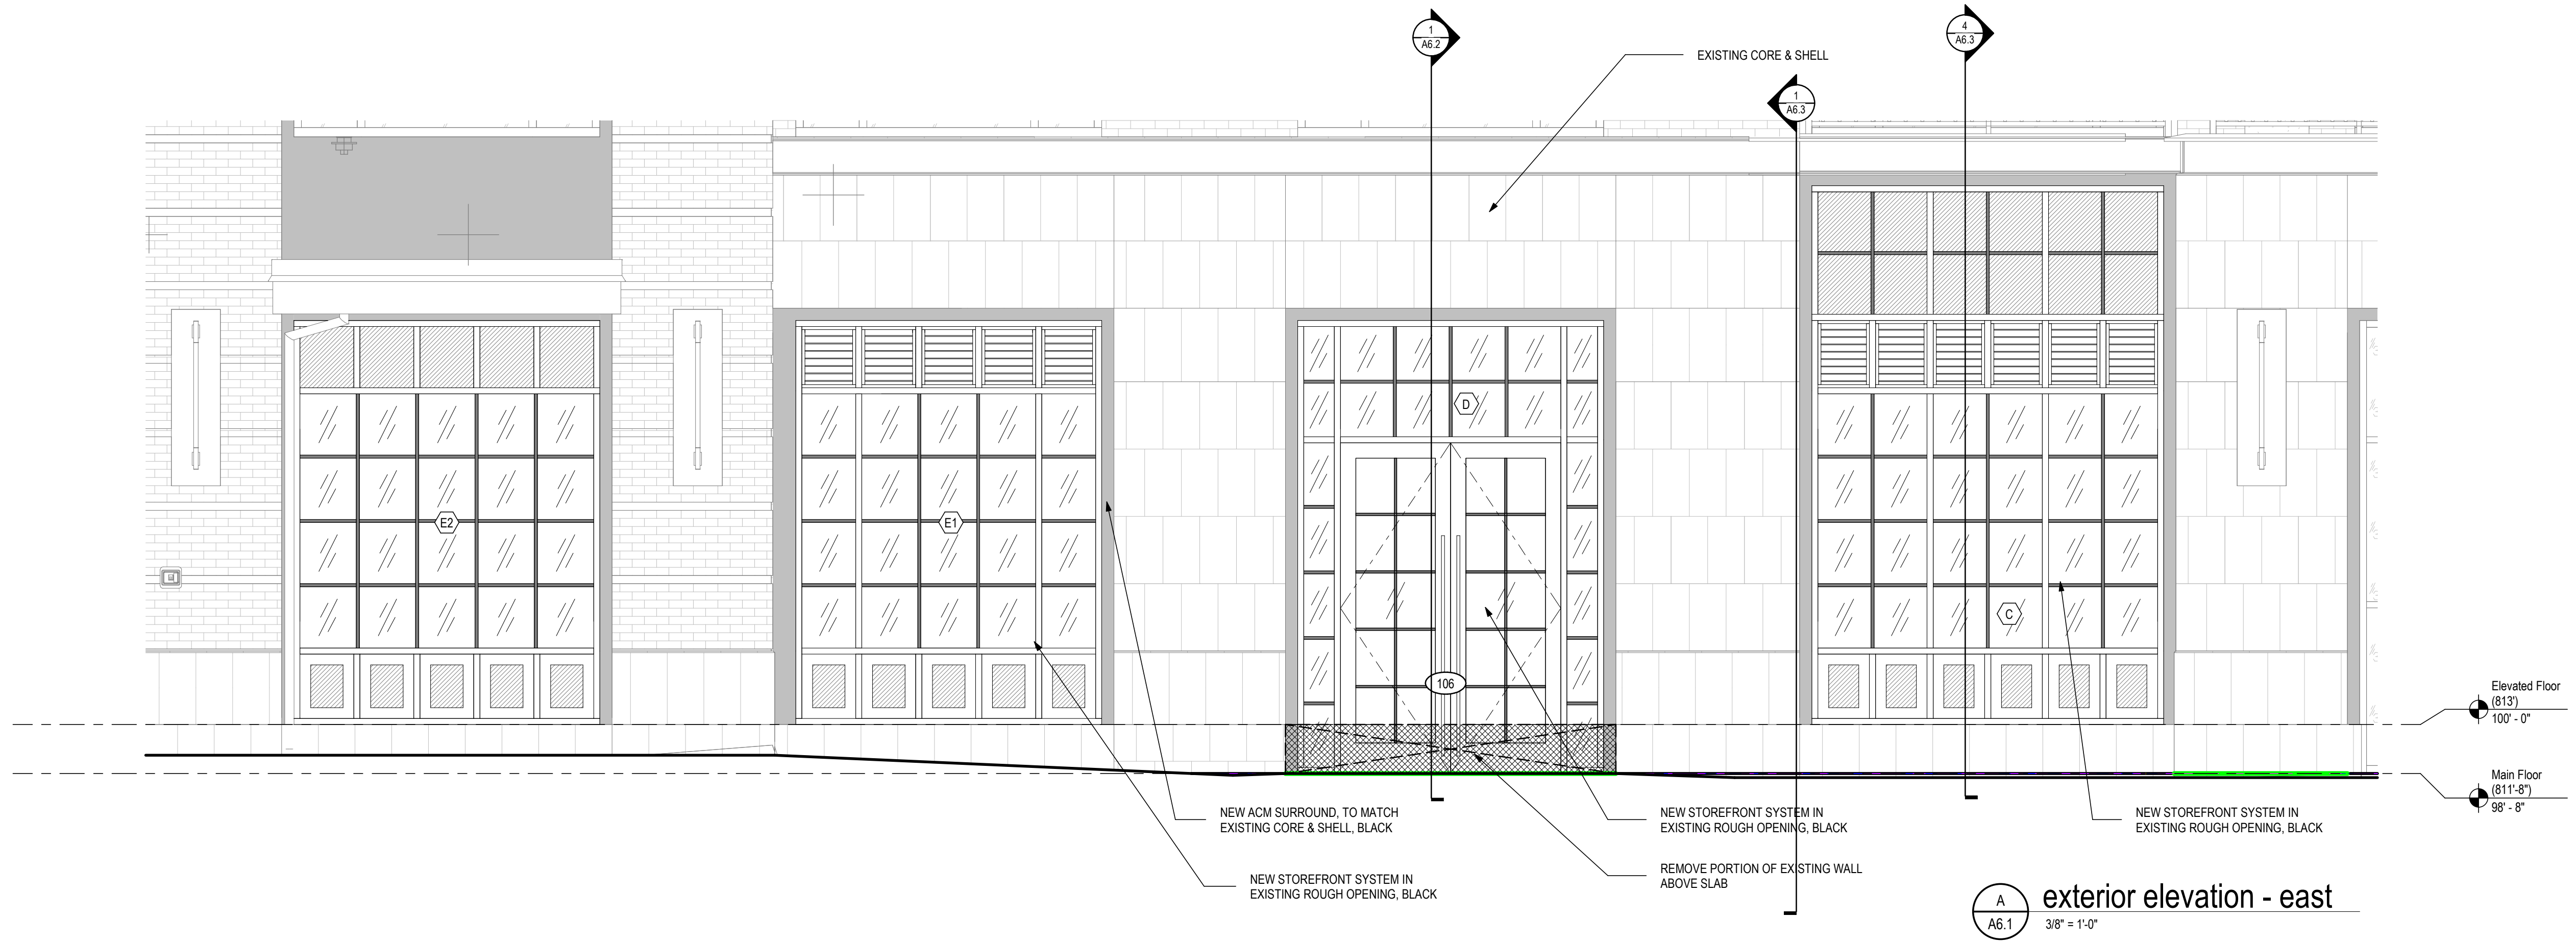 1
A6.2
4
A6.3
EXISTING CORE & SHELL
1
A6.3
D
E2
E1
C
106
Elevated Floor
(813')
100' - 0"
Main Floor
(811'-8")
98' - 8"
NEW ACM SURROUND, TO MATCH
EXISTING CORE & SHELL, BLACK
NEW STOREFRONT SYSTEM IN
EXISTING ROUGH OPENING, BLACK
NEW STOREFRONT SYSTEM IN
EXISTING ROUGH OPENING, BLACK
NEW STOREFRONT SYSTEM IN
EXISTING ROUGH OPENING, BLACK
REMOVE PORTION OF EXISTING WALL
ABOVE SLAB
A
A6.1
exterior elevation - east
3/8" = 1'-0"